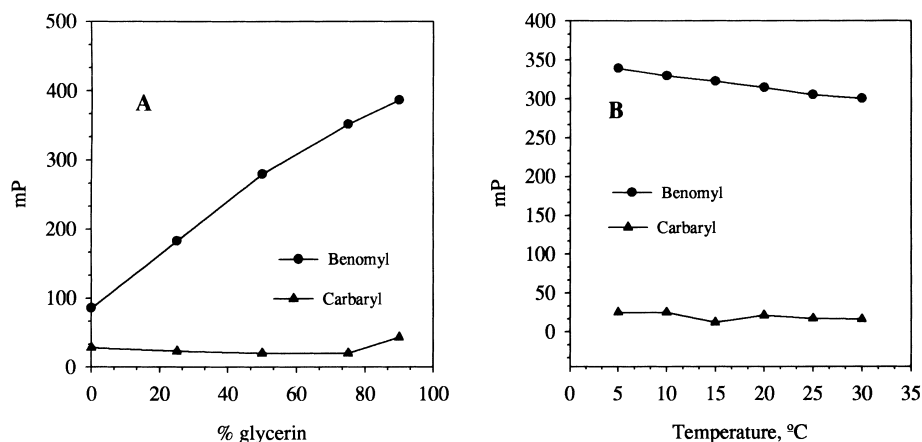 500
400
300
200
100
0
mP
A
Benomyl
Carbaryl
0 20 40 60 80 100
% glycerin
400
350
300
250
200
150
100
50
0
mP
B
Benomyl
Carbaryl
0 5 10 15 20 25 30 35
Temperature, ºC